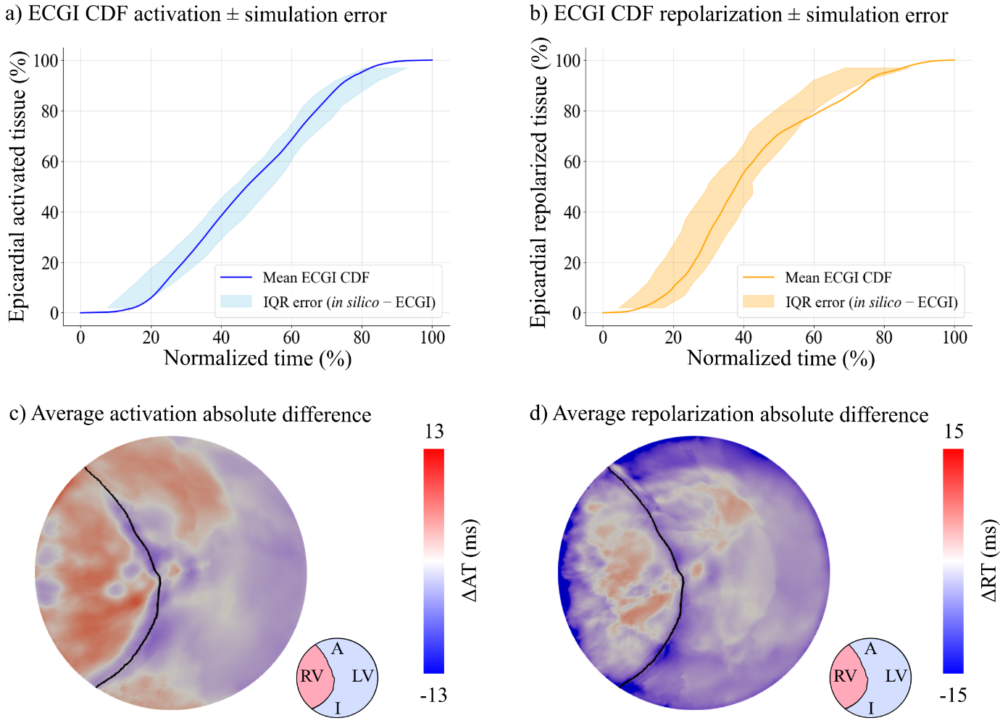 a) ECGI CDF activation ± simulation error
b) ECGI CDF repolarization ± simulation error
Epicardial activated tissue (%)
100
80
60
40
20
0
0 20 40 60 80 100
Normalized time (%)
Mean ECGI CDF
IQR error (in silico − ECGI)
Epicardial repolarized tissue (%)
100
80
60
40
20
0
0 20 40 60 80 100
Normalized time (%)
Mean ECGI CDF
IQR error (in silico − ECGI)
c) Average activation absolute difference
13
ΔAT (ms)
-13
A
RV LV
I
d) Average repolarization absolute difference
15
ΔRT (ms)
-15
A
RV LV
I